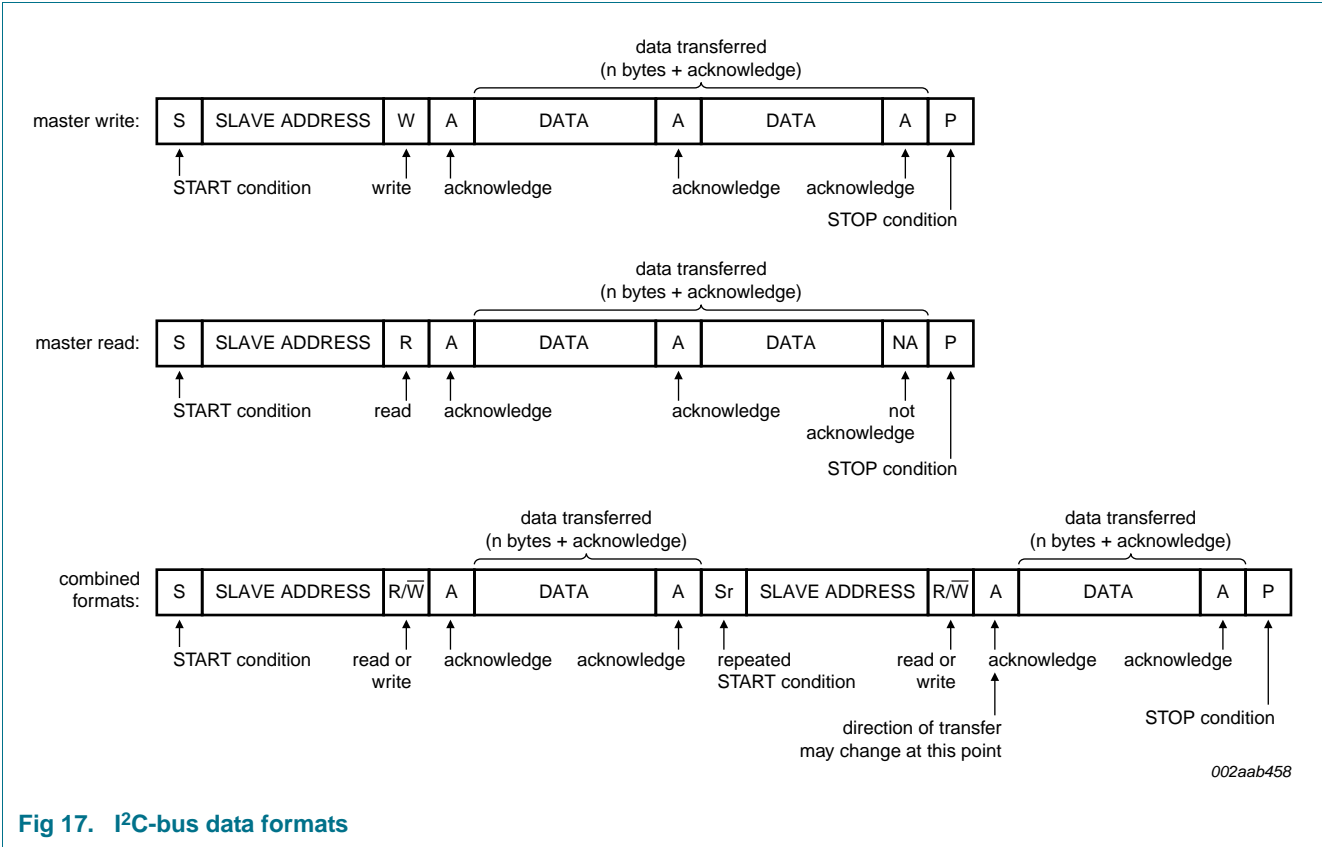 data transferred
(n bytes + acknowledge)
master write: S SLAVE ADDRESS W A DATA A DATA A P
START condition write acknowledge acknowledge acknowledge
STOP condition
data transferred
(n bytes + acknowledge)
master read: S SLAVE ADDRESS R A DATA A DATA NA P
START condition read acknowledge acknowledge not
acknowledge
STOP condition
data transferred data transferred
(n bytes + acknowledge) (n bytes + acknowledge)
combined
formats: S SLAVE ADDRESS R/W̅ A DATA A Sr SLAVE ADDRESS R/W̅ A DATA A P
START condition read or acknowledge acknowledge repeated read or acknowledge acknowledge
write START condition write
direction of transfer STOP condition
may change at this point
002aab458
Fig 17. I²C-bus data formats